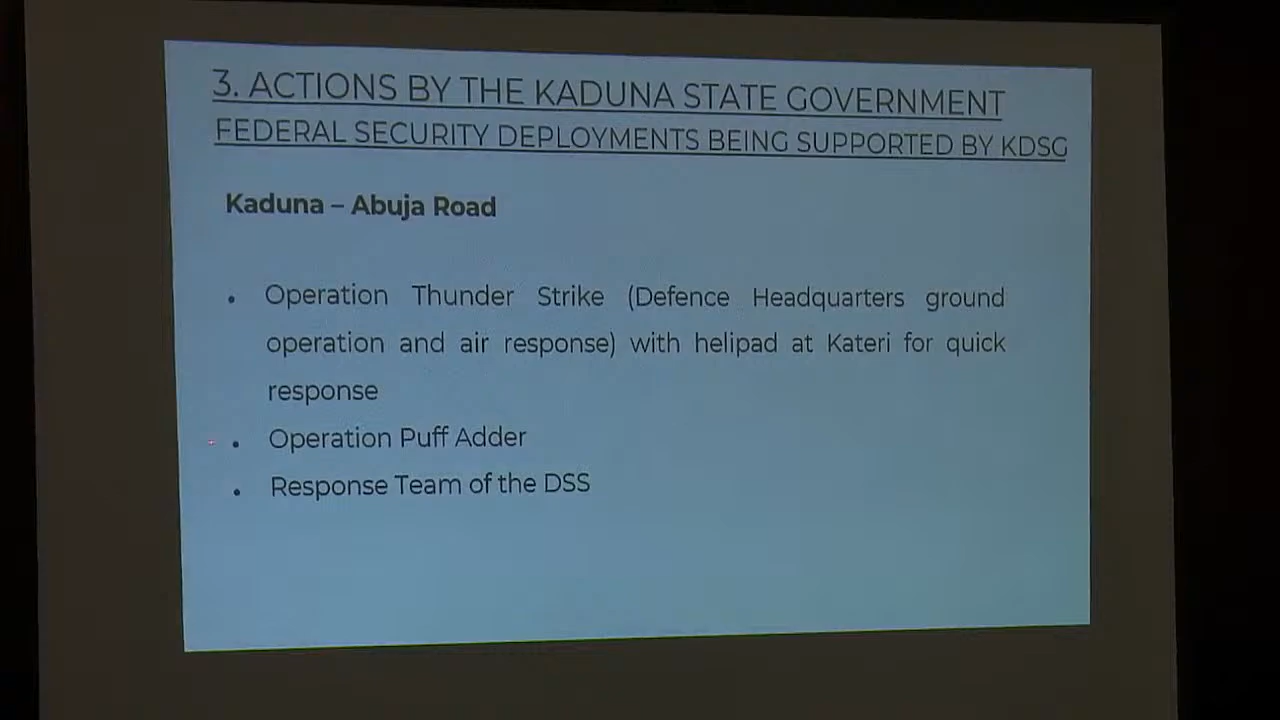 3. ACTIONS BY THE KADUNA STATE GOVERNMENT
FEDERAL SECURITY DEPLOYMENTS BEING SUPPORTED BY KDSG
Kaduna – Abuja Road
• Operation Thunder Strike (Defence Headquarters ground
operation and air response) with helipad at Kateri for quick
response
• Operation Puff Adder
• Response Team of the DSS